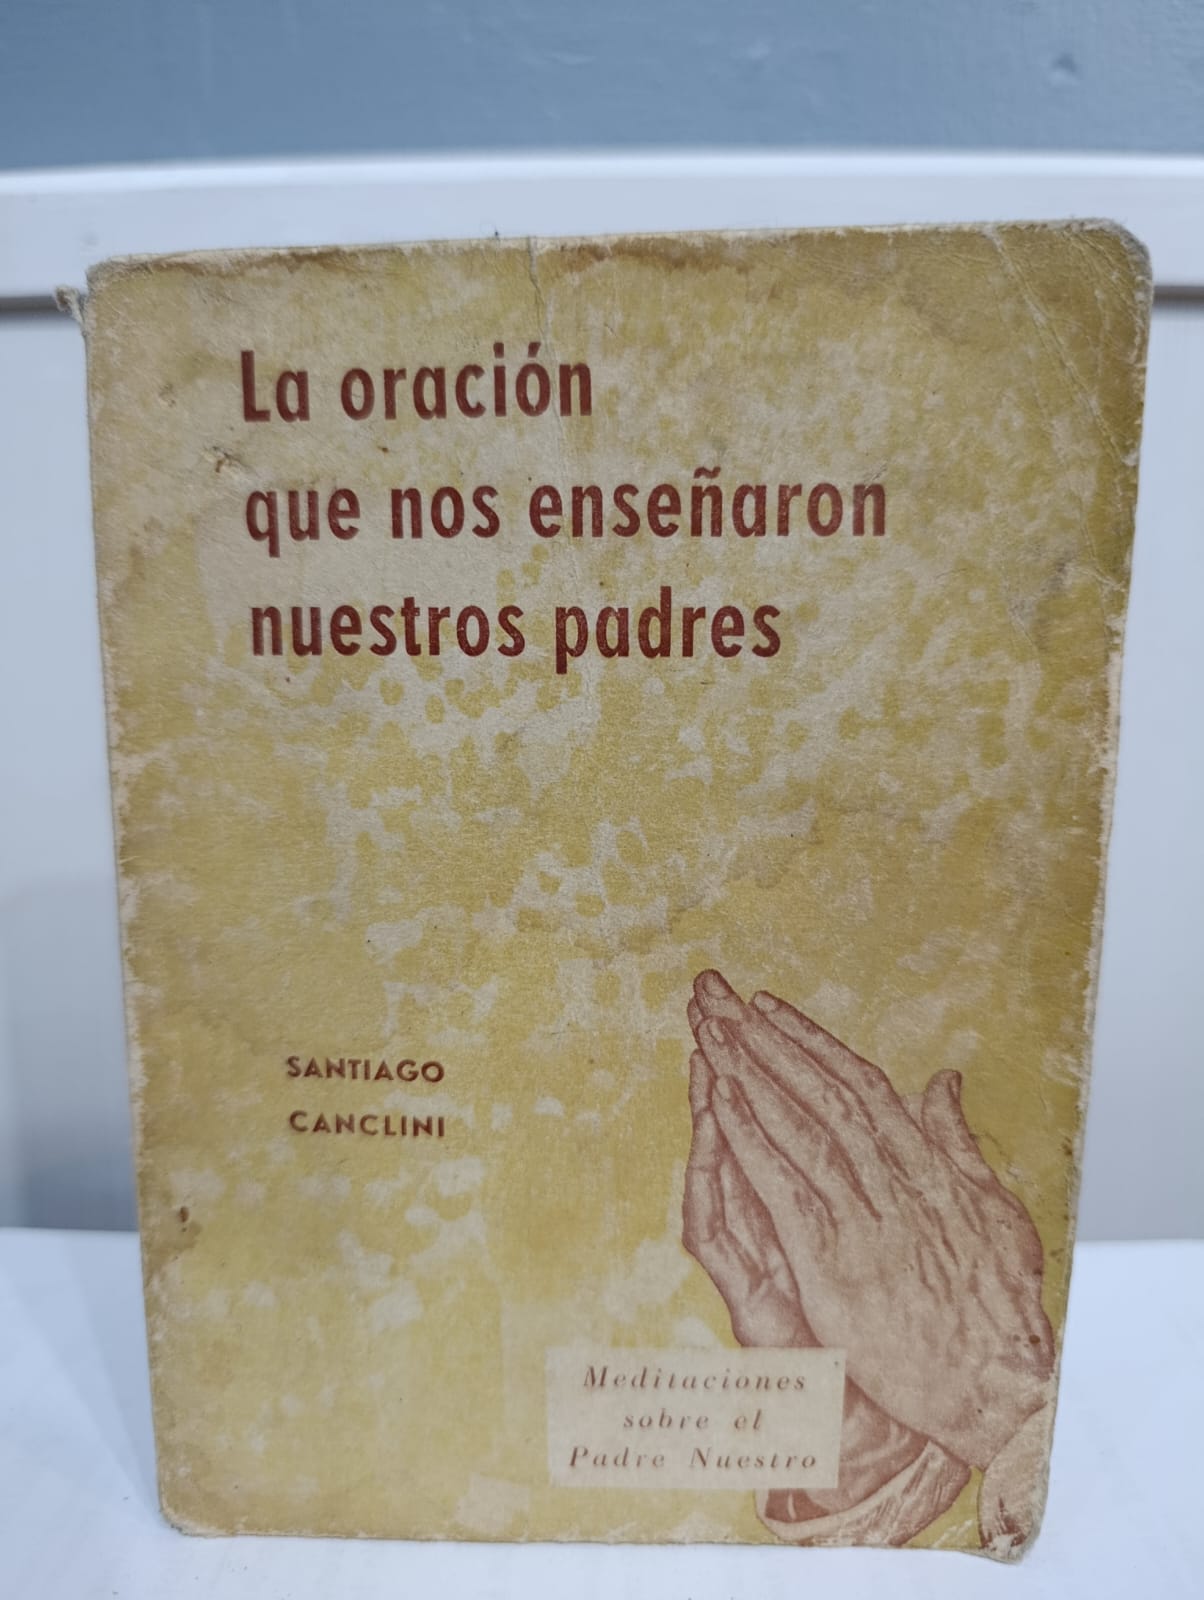 La oración
que nos enseñaron
nuestros padres
SANTIAGO
CANCLINI
Meditaciones
sobre el
Padre Nuestro